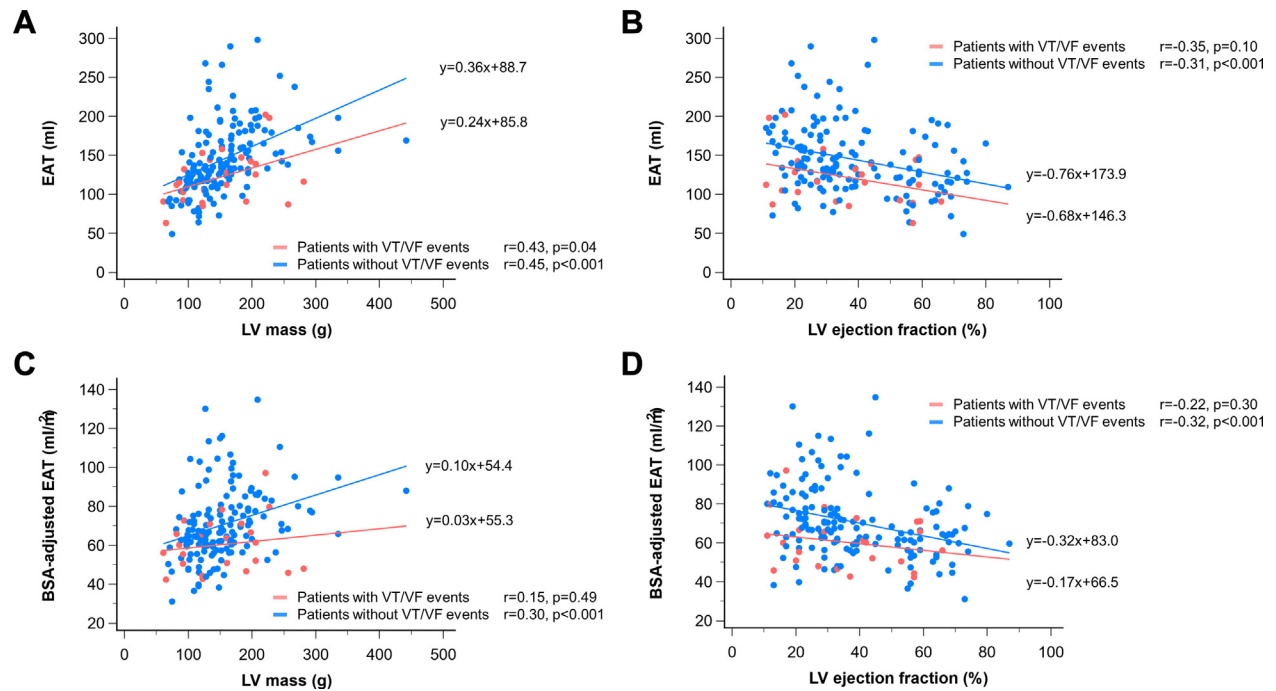 A
300
250
200
150
100
50
0
EAT (ml)
y=0.36x+88.7
y=0.24x+85.8
Patients with VT/VF events r=0.43, p=0.04
Patients without VT/VF events r=0.45, p<0.001
0 100 200 300 400 500
LV mass (g)
B
300
250
200
150
100
50
0
EAT (ml)
Patients with VT/VF events r=-0.35, p=0.10
Patients without VT/VF events r=-0.31, p<0.001
y=-0.76x+173.9
y=-0.68x+146.3
0 20 40 60 80 100
LV ejection fraction (%)
C
140
120
100
80
60
40
20
BSA-adjusted EAT (ml/m²)
y=0.10x+54.4
y=0.03x+55.3
Patients with VT/VF events r=0.15, p=0.49
Patients without VT/VF events r=0.30, p<0.001
0 100 200 300 400 500
LV mass (g)
D
140
120
100
80
60
40
20
BSA-adjusted EAT (ml/m²)
Patients with VT/VF events r=-0.22, p=0.30
Patients without VT/VF events r=-0.32, p<0.001
y=-0.32x+83.0
y=-0.17x+66.5
0 20 40 60 80 100
LV ejection fraction (%)